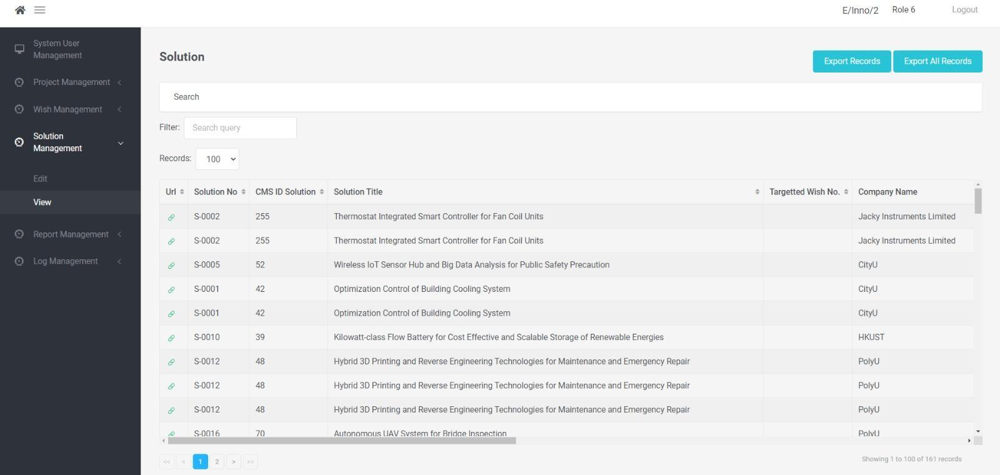 E/Inno/2 Role 6 Logout
System User
Management
Project Management
Wish Management
Solution
Management
Edit
View
Report Management
Log Management
Solution
Export Records Export All Records
Search
Filter: Search query
Records: 100
Url Solution No CMS ID Solution Solution Title Targetted Wish No. Company Name
S-0002 255 Thermostat Integrated Smart Controller for Fan Coil Units Jacky Instruments Limited
S-0002 255 Thermostat Integrated Smart Controller for Fan Coil Units Jacky Instruments Limited
S-0005 52 Wireless IoT Sensor Hub and Big Data Analysis for Public Safety Precaution CityU
S-0001 42 Optimization Control of Building Cooling System CityU
S-0001 42 Optimization Control of Building Cooling System CityU
S-0010 39 Kilowatt-class Flow Battery for Cost Effective and Scalable Storage of Renewable Energies HKUST
S-0012 48 Hybrid 3D Printing and Reverse Engineering Technologies for Maintenance and Emergency Repair PolyU
S-0012 48 Hybrid 3D Printing and Reverse Engineering Technologies for Maintenance and Emergency Repair PolyU
S-0012 48 Hybrid 3D Printing and Reverse Engineering Technologies for Maintenance and Emergency Repair PolyU
S-0016 70 Autonomous UAV System for Bridge Inspection PolyU
<< < 1 2 > >>
Showing 1 to 100 of 161 records